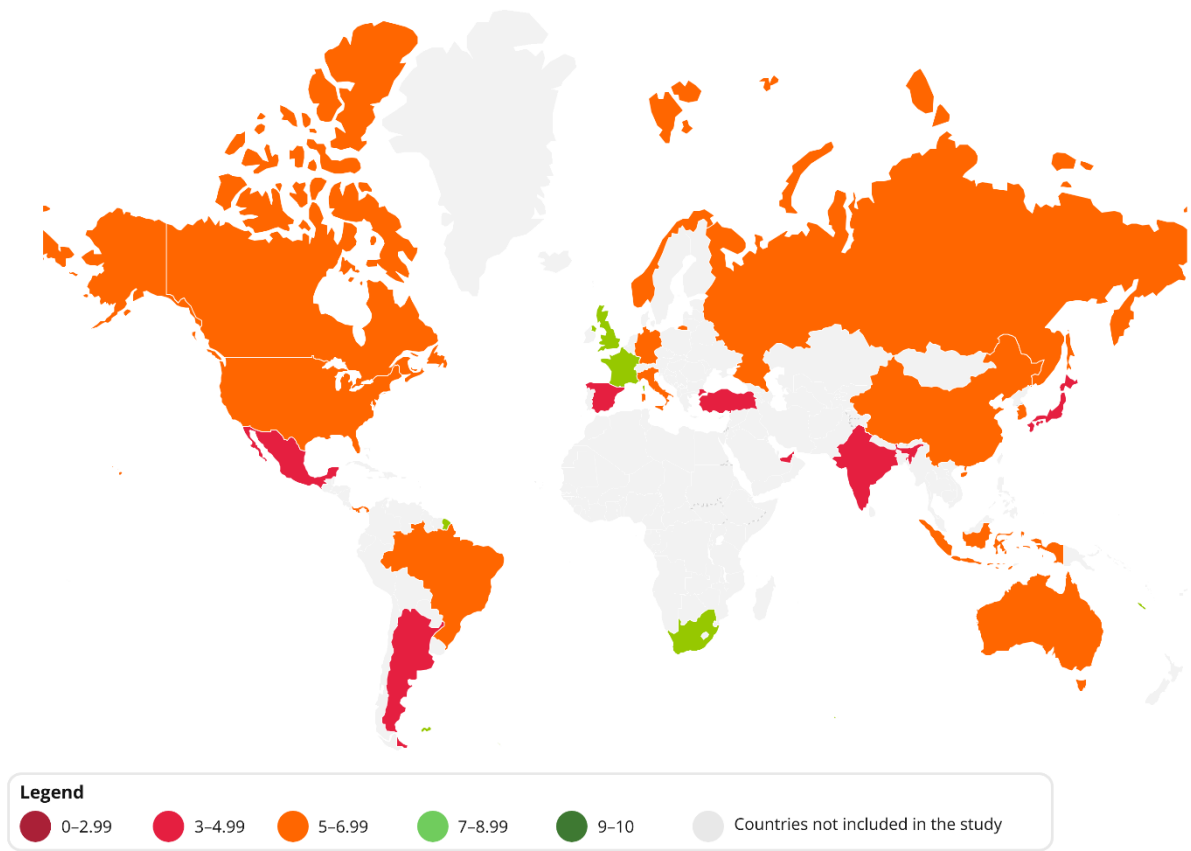 Legend
0–2.99
3–4.99
5–6.99
7–8.99
9–10
Countries not included in the study